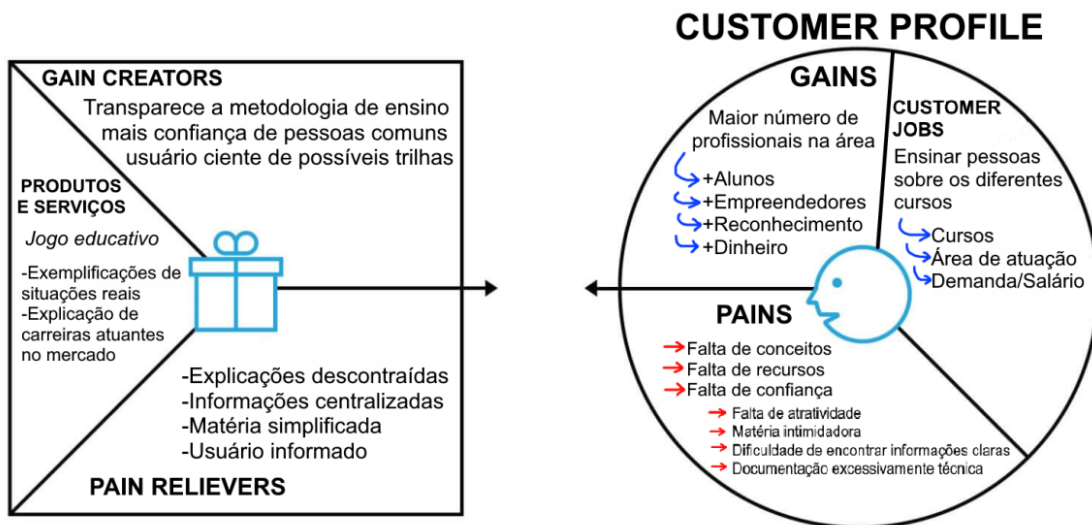 GAIN CREATORS
Transparece a metodologia de ensino
mais confiança de pessoas comuns
usuário ciente de possíveis trilhas
PRODUTOS
E SERVIÇOS
Jogo educativo
-Exemplificações de
situações reais
-Explicação de
carreiras atuantes
no mercado
-Explicações descontraídas
-Informações centralizadas
-Matéria simplificada
-Usuário informado
PAIN RELIEVERS
CUSTOMER PROFILE
GAINS
Maior número de
profissionais na área
+Alunos
+Empreendedores
+Reconhecimento
+Dinheiro
CUSTOMER
JOBS
Ensinar pessoas
sobre os diferentes
cursos
Cursos
Área de atuação
Demanda/Salário
PAINS
Falta de conceitos
Falta de recursos
Falta de confiança
Falta de atratividade
Matéria intimidadora
Dificuldade de encontrar informações claras
Documentação excessivamente técnica